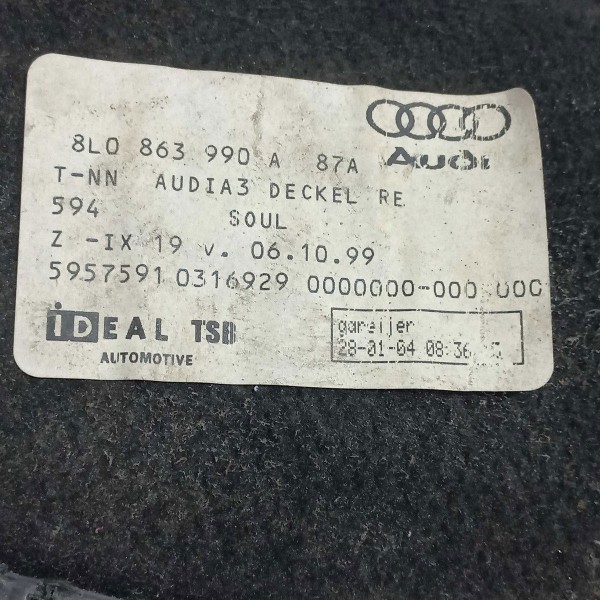 Audi
8L0 863 990 A 87A
T-NN AUDIA3 DECKEL RE
594 SOUL
Z -IX 19 v. 06.10.99
5957591 0316929 0000000-000 000
iDEAL TSB
AUTOMOTIVE
gareijer
28-01-04 08:36